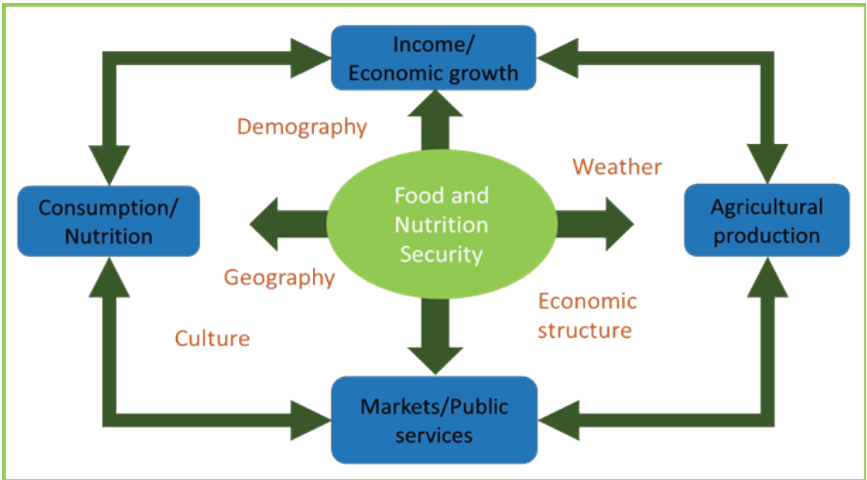 Income/
Economic growth
Demography
Weather
Consumption/
Nutrition
Food and
Nutrition
Security
Agricultural
production
Geography
Economic
structure
Culture
Markets/Public
services